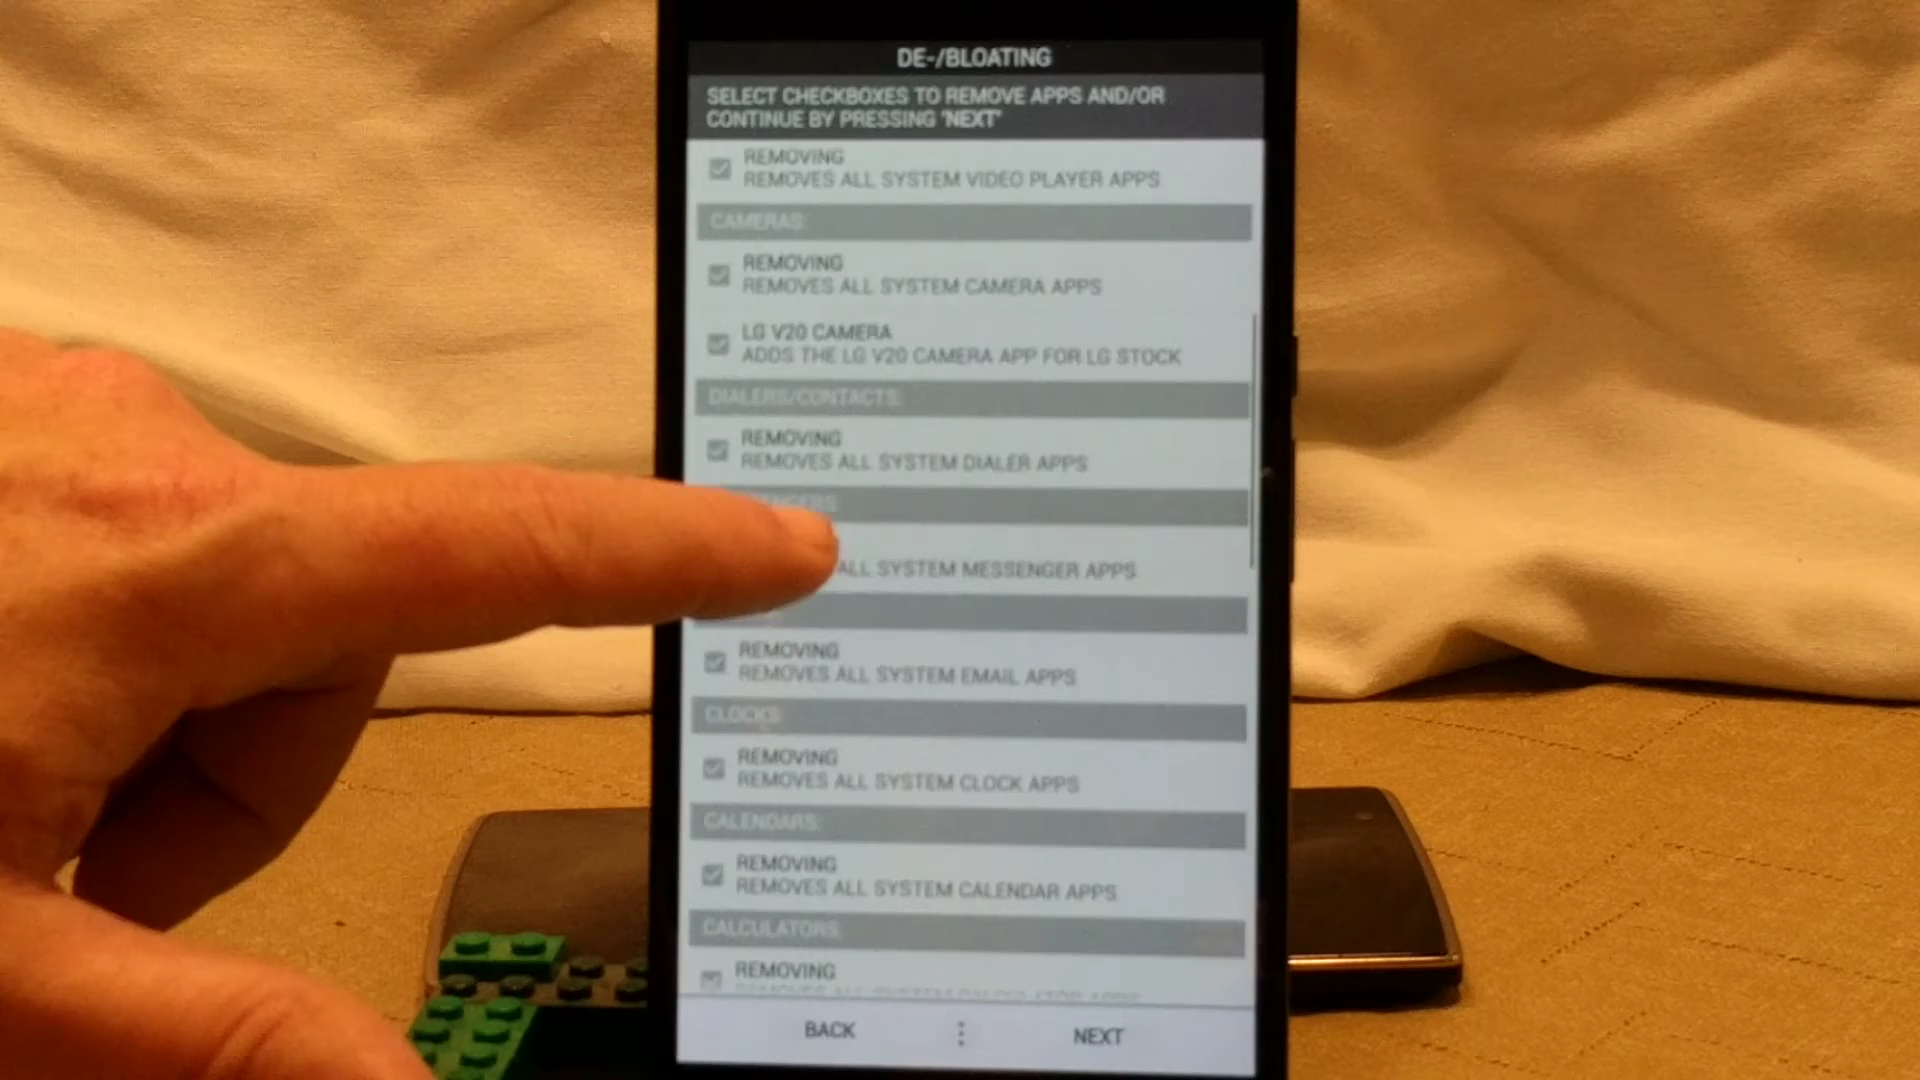 DE-/BLOATING
SELECT CHECKBOXES TO REMOVE APPS AND/OR
CONTINUE BY PRESSING 'NEXT'
REMOVING
REMOVES ALL SYSTEM VIDEO PLAYER APPS
CAMERAS:
REMOVING
REMOVES ALL SYSTEM CAMERA APPS
LG V20 CAMERA
ADDS THE LG V20 CAMERA APP FOR LG STOCK
DIALERS/CONTACTS:
REMOVING
REMOVES ALL SYSTEM DIALER APPS
ALL SYSTEM MESSENGER APPS
REMOVING
REMOVES ALL SYSTEM EMAIL APPS
CLOCKS:
REMOVING
REMOVES ALL SYSTEM CLOCK APPS
CALENDARS:
REMOVING
REMOVES ALL SYSTEM CALENDAR APPS
CALCULATORS:
REMOVING
BACK
NEXT